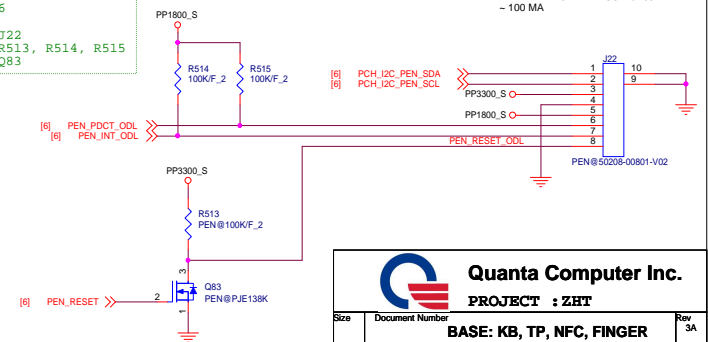 6
~ 100 MA
J22
R513, R514, R515
Q83
PP1800_S
R514
100K/F_2
R515
100K/F_2
[6] PCH_I2C_PEN_SDA
[6] PCH_I2C_PEN_SCL
PP3300_S
PP1800_S
J22
1
2
3
4
5
6
7
8
10
9
PEN@50208-00801-V02
[6] PEN_PDCT_ODL
[6] PEN_INT_ODL
PEN_RESET_ODL
PP3300_S
R513
PEN@100K/F_2
3
Q83
PEN@PJE138K
[6] PEN_RESET
2
1
Quanta Computer Inc.
PROJECT : ZHT
Size
Document Number
Rev
BASE: KB, TP, NFC, FINGER
3A